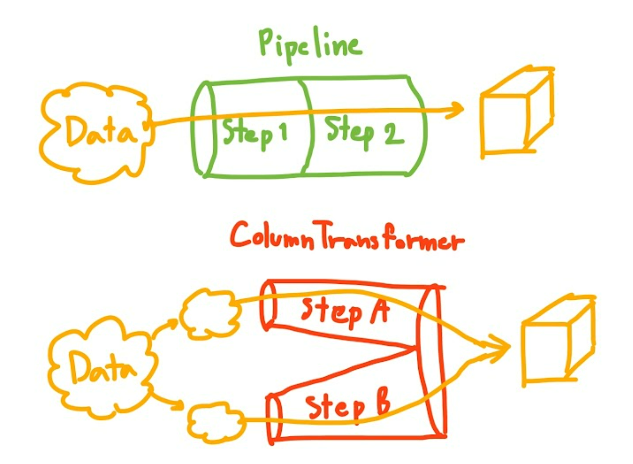 Pipeline
Data Step 1 Step 2
ColumnTransformer
Step A
Data
Step B